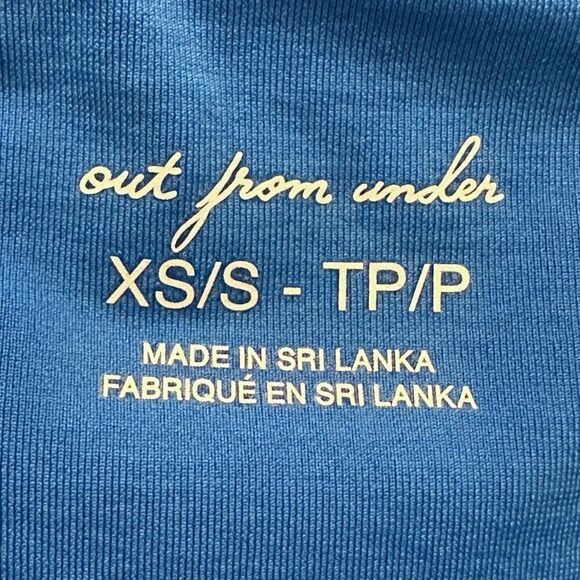 out from under
XS/S - TP/P
MADE IN SRI LANKA
FABRIQUÉ EN SRI LANKA